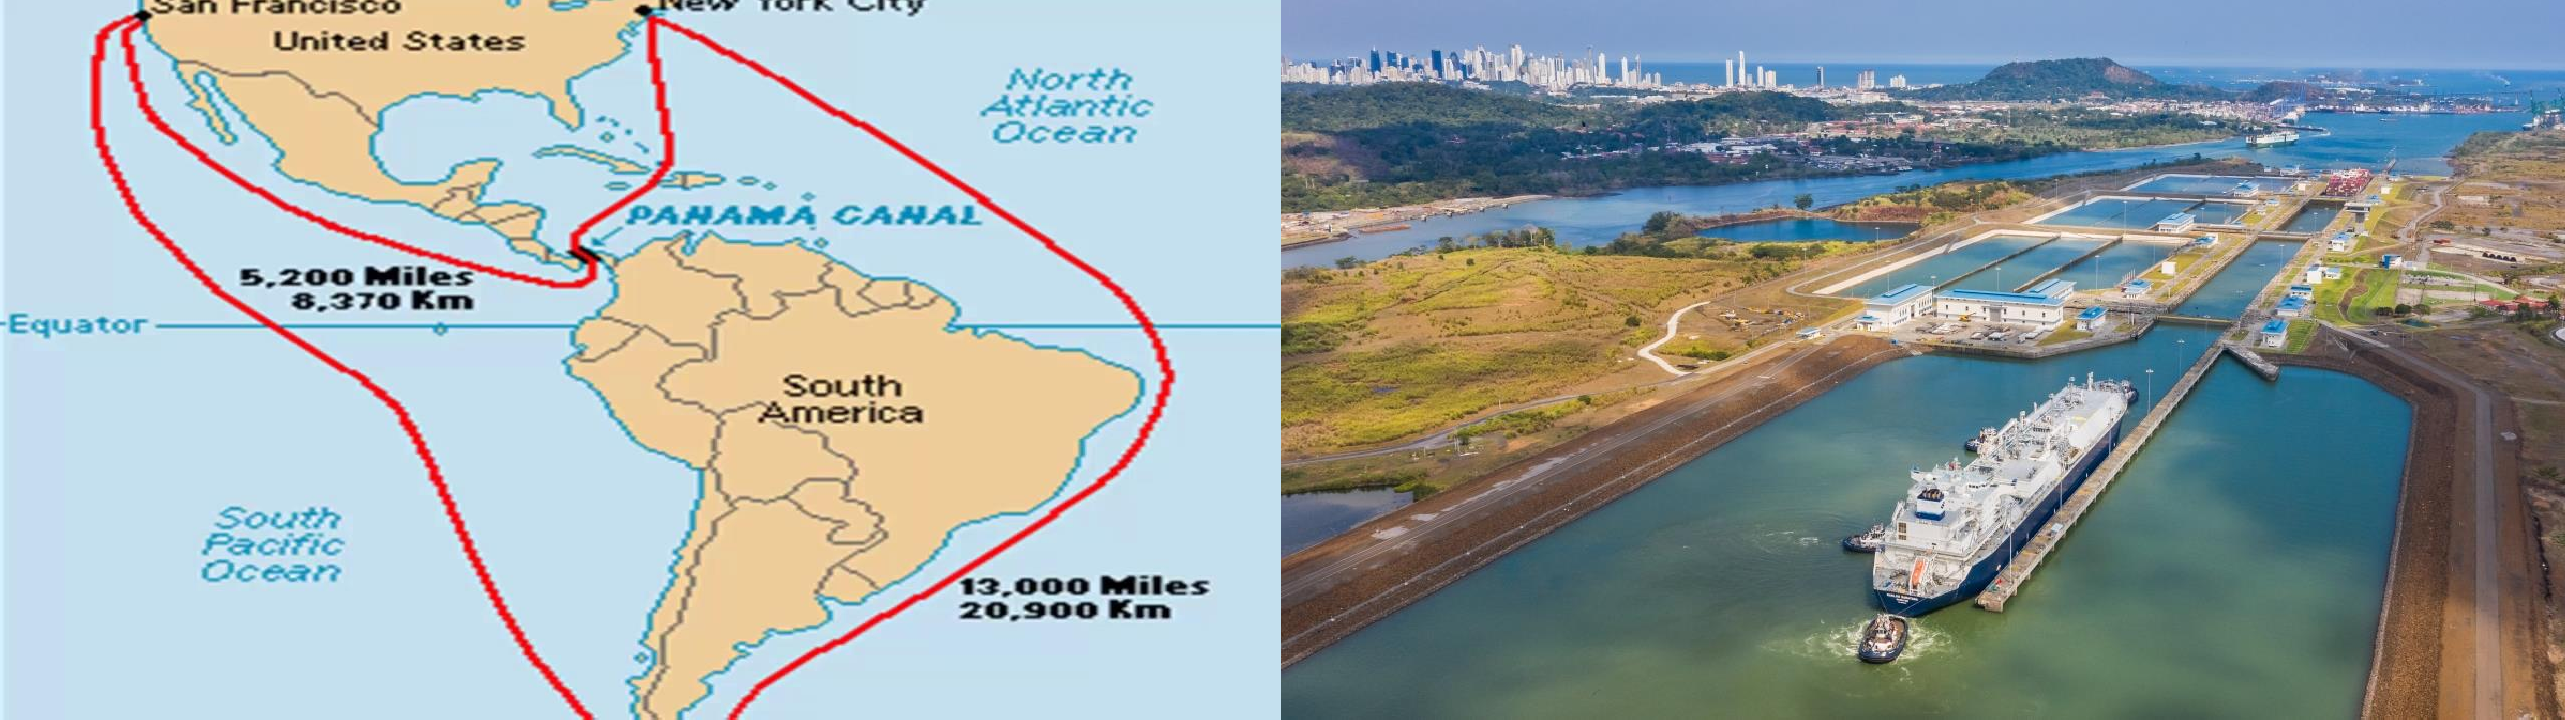 San Francisco
New York City
United States
North
Atlantic
Ocean
PANAMA CANAL
5,200 Miles
8,370 Km
Equator
South
America
South
Pacific
Ocean
13,000 Miles
20,900 Km